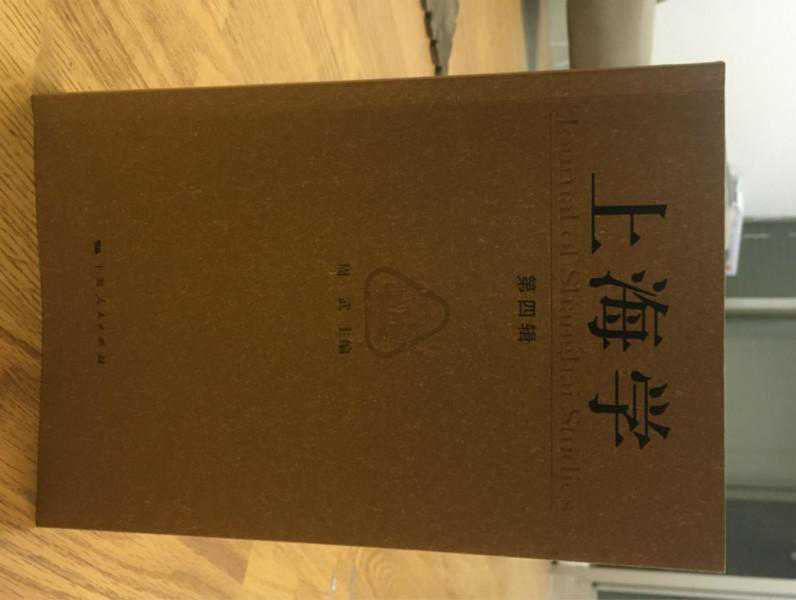 Journal of Shanghai Studies
上海学
第四辑
周 武 主编
上海人民出版社